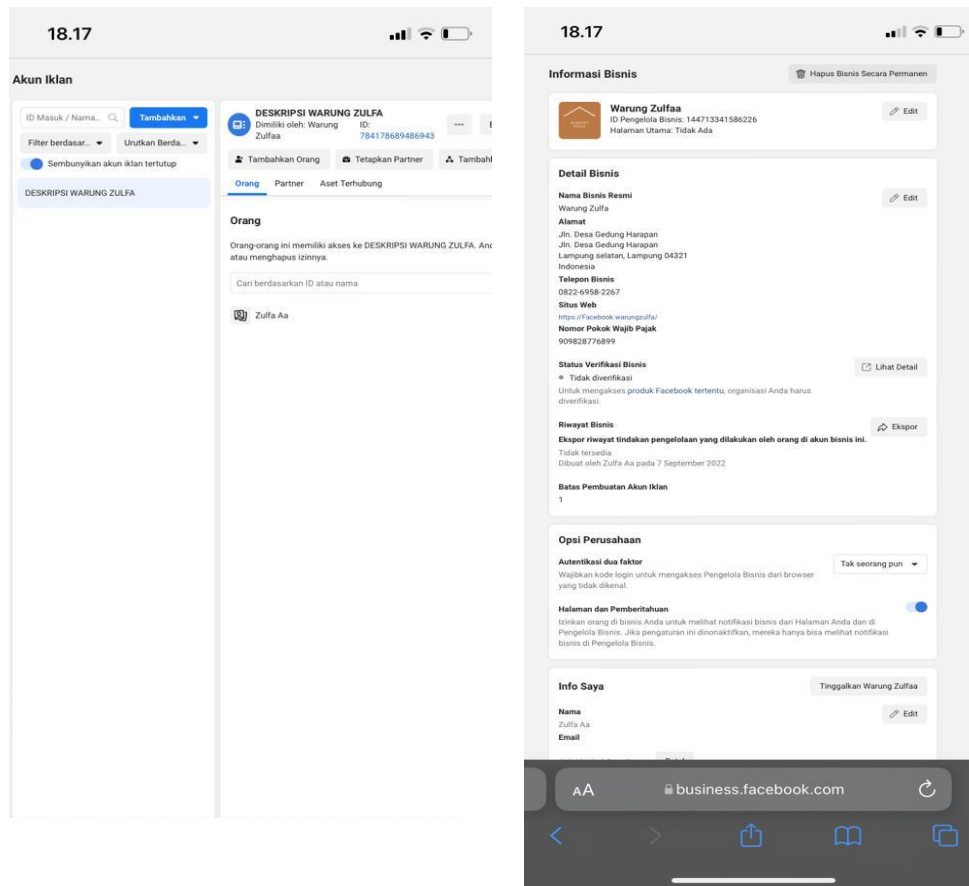 18.17
Akun Iklan
ID Masuk / Nama...
Tambahkan
Filter berdasar...
Urutkan Berda...
Sembunyikan akun iklan tertutup
DESKRIPSI WARUNG ZULFA
DESKRIPSI WARUNG ZULFA
Dimiliki oleh: Warung Zulfaa
ID: 784178689486943
Tambahkan Orang
Tetapkan Partner
Tambahk
Orang
Partner
Aset Terhubung
Orang
Orang-orang ini memiliki akses ke DESKRIPSI WARUNG ZULFA. And
atau menghapus izinnya.
Cari berdasarkan ID atau nama
Zulfa Aa
18.17
Informasi Bisnis
Hapus Bisnis Secara Permanen
Warung Zulfaa
ID Pengelola Bisnis: 1447133341586226
Halaman Utama: Tidak Ada
Edit
Detail Bisnis
Nama Bisnis Resmi
Edit
Warung Zulfa
Alamat
Jln. Desa Gedung Harapan
Jln. Desa Gedung Harapan
Lampung selatan, Lampung 04321
Indonesia
Telepon Bisnis
0822-6958-2267
Situs Web
https://Facebook.warungzulfa/
Nomor Pokok Wajib Pajak
909828776899
Status Verifikasi Bisnis
Lihat Detail
Tidak diverifikasi
Untuk mengakses produk Facebook tertentu, organisasi Anda harus
diverifikasi.
Riwayat Bisnis
Ekspor
Ekspor riwayat tindakan pengelolaan yang dilakukan oleh orang di akun bisnis ini.
Tidak tersedia
Dibuat oleh Zulfa Aa pada 7 September 2022
Batas Pembuatan Akun Iklan
1
Opsi Perusahaan
Autentikasi dua faktor
Tak seorang pun
Wajibkan kode login untuk mengakses Pengelola Bisnis dari browser
yang tidak dikenal.
Halaman dan Pemberitahuan
Izinkan orang di bisnis Anda untuk melihat notifikasi bisnis dari Halaman Anda dan di
Pengelola Bisnis. Jika pengaturan ini dinonaktifkan, mereka hanya bisa melihat notifikasi
bisnis di Pengelola Bisnis.
Info Saya
Tinggalkan Warung Zulfaa
Nama
Edit
Zulfa Aa
Email
AA
business.facebook.com